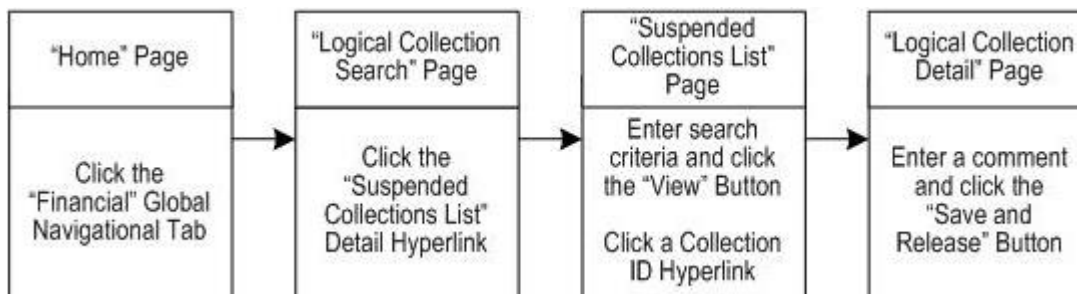 “Home” Page
Click the
“Financial” Global
Navigational Tab
“Logical Collection
Search” Page
Click the
“Suspended
Collections List”
Detail Hyperlink
“Suspended
Collections List”
Page
Enter search
criteria and click
the “View” Button
Click a Collection
ID Hyperlink
“Logical Collection
Detail” Page
Enter a comment
and click the
“Save and
Release” Button